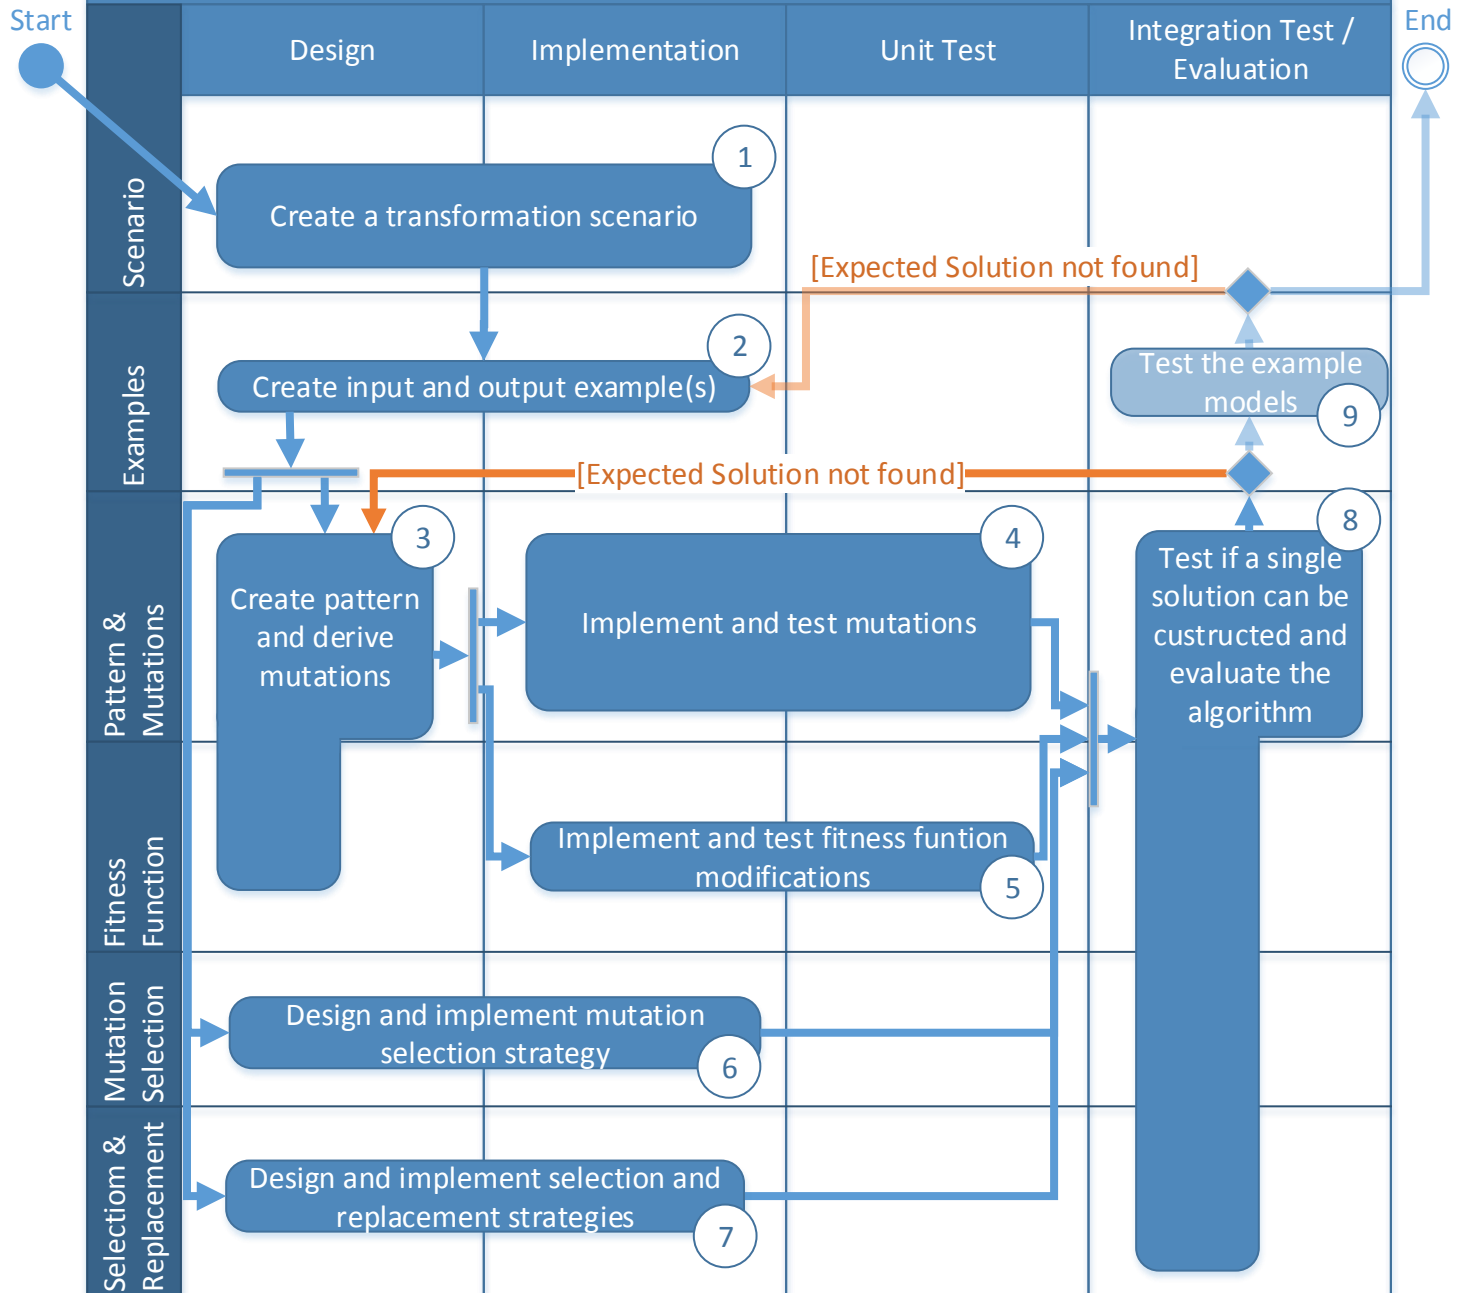 Start
Design
Implementation
Unit Test
Integration Test /
Evaluation
End
Scenario
1
Create a transformation scenario
[Expected Solution not found]
Examples
2
Create input and output example(s)
Test the example
models
9
[Expected Solution not found]
Pattern &
Mutations
3
Create pattern
and derive
mutations
4
Implement and test mutations
8
Test if a single
solution can be
custructed and
evaluate the
algorithm
Fitness
Function
Implement and test fitness funtion
modifications
5
Mutation
Selection
Design and implement mutation
selection strategy
6
Selectiom &
Replacement
Design and implement selection and
replacement strategies
7